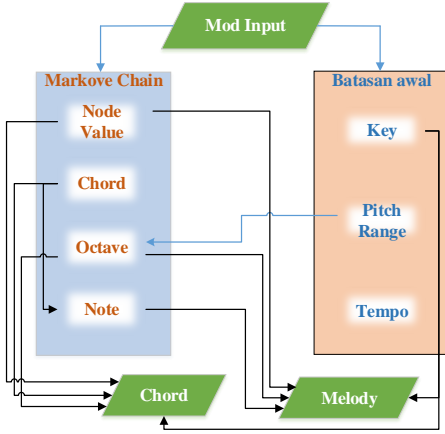 Mod Input
Markove Chain
Node
Value
Chord
Octave
Note
Batasan awal
Key
Pitch
Range
Tempo
Chord
Melody